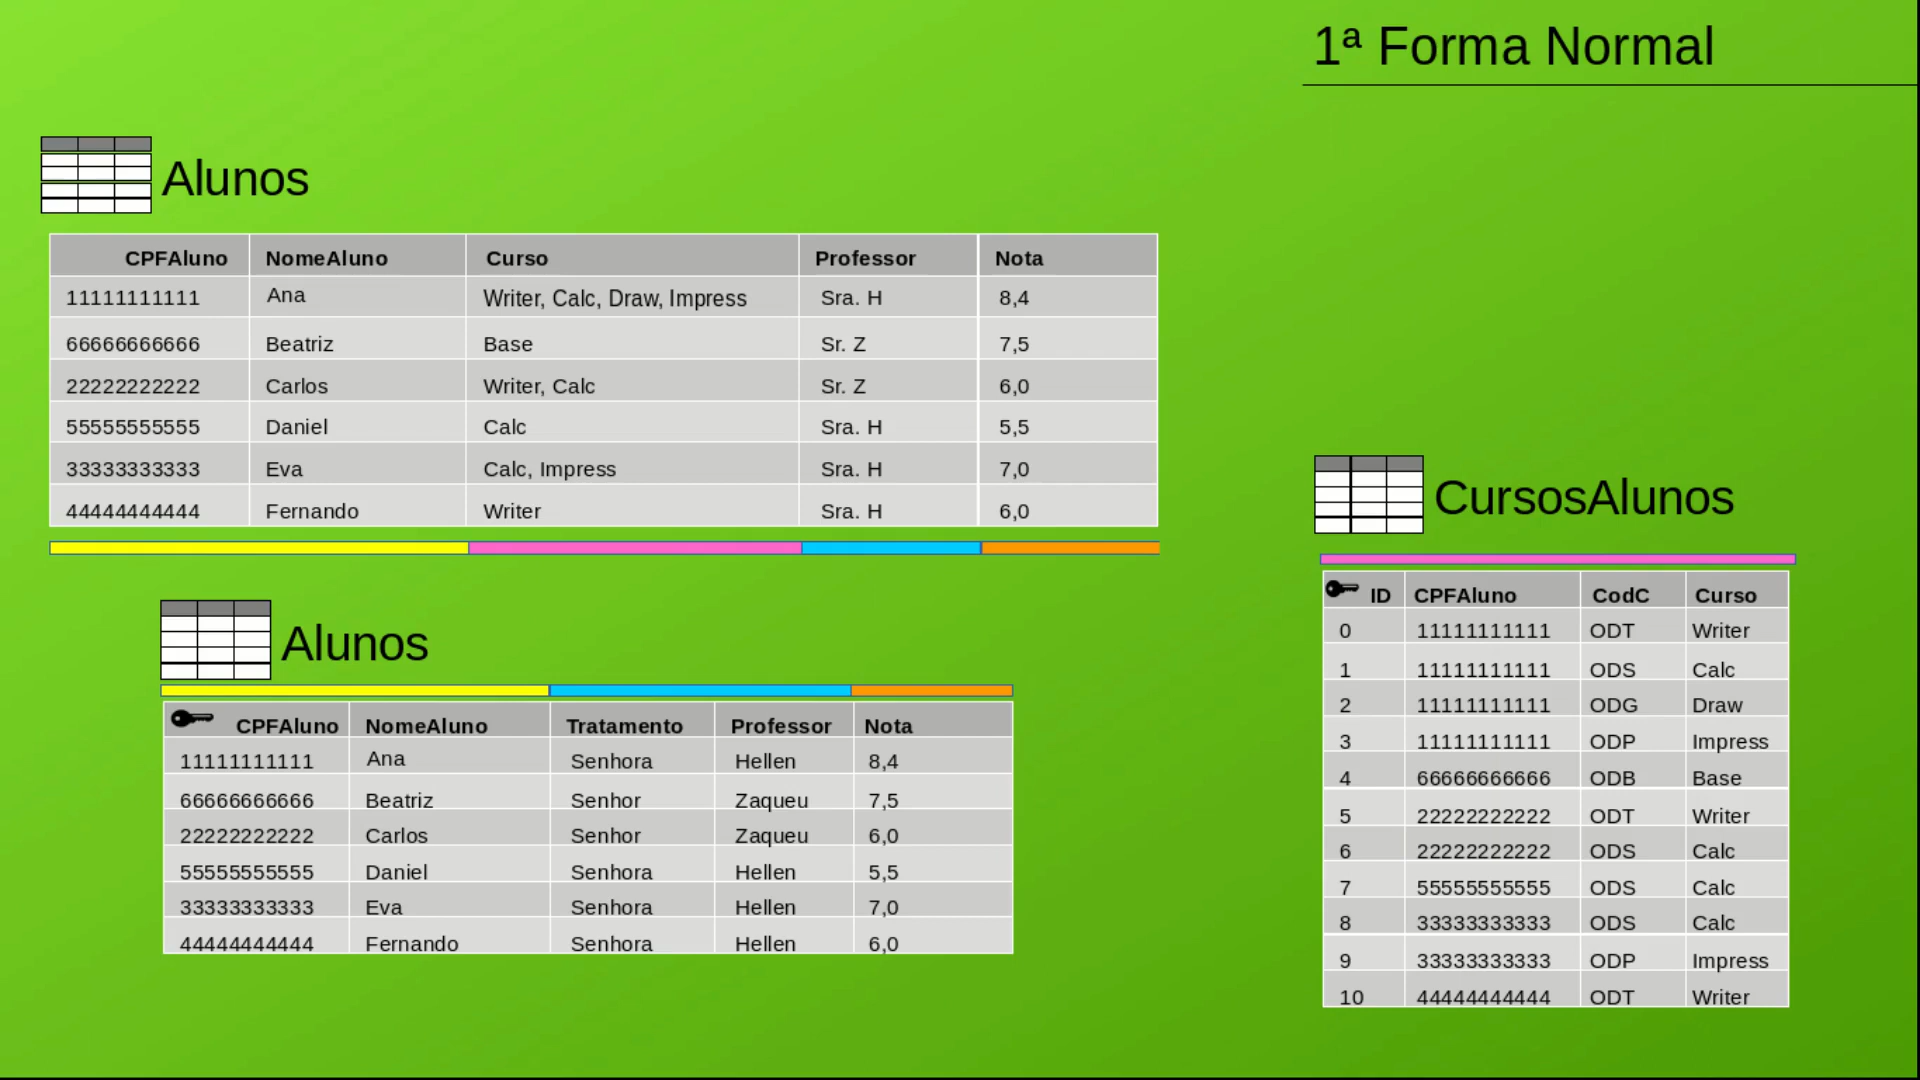 1ª Forma Normal
Alunos
CPFAluno NomeAluno Curso Professor Nota
11111111111 Ana Writer, Calc, Draw, Impress Sra. H 8,4
66666666666 Beatriz Base Sr. Z 7,5
22222222222 Carlos Writer, Calc Sr. Z 6,0
55555555555 Daniel Calc Sra. H 5,5
33333333333 Eva Calc, Impress Sra. H 7,0
44444444444 Fernando Writer Sra. H 6,0
Alunos
CPFAluno NomeAluno Tratamento Professor Nota
11111111111 Ana Senhora Hellen 8,4
66666666666 Beatriz Senhor Zaqueu 7,5
22222222222 Carlos Senhor Zaqueu 6,0
55555555555 Daniel Senhora Hellen 5,5
33333333333 Eva Senhora Hellen 7,0
44444444444 Fernando Senhora Hellen 6,0
CursosAlunos
ID CPFAluno CodC Curso
0 11111111111 ODT Writer
1 11111111111 ODS Calc
2 11111111111 ODG Draw
3 11111111111 ODP Impress
4 66666666666 ODB Base
5 22222222222 ODT Writer
6 22222222222 ODS Calc
7 55555555555 ODS Calc
8 33333333333 ODS Calc
9 33333333333 ODP Impress
10 44444444444 ODT Writer